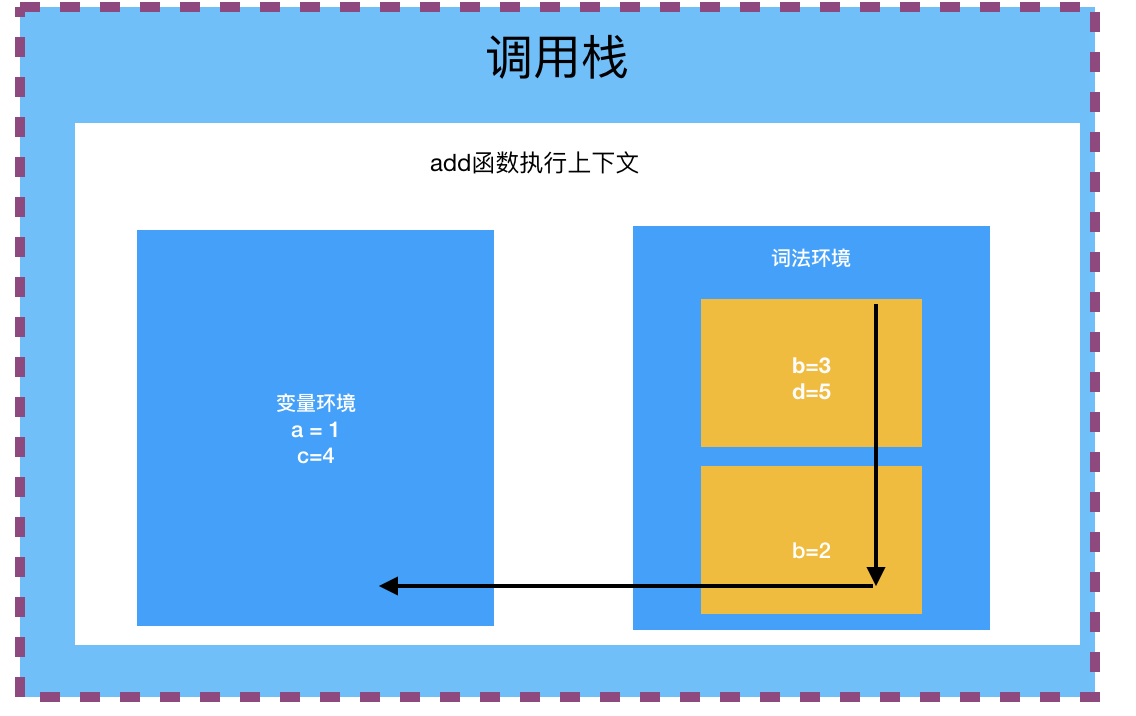 调用栈
add函数执行上下文
变量环境
a = 1
c=4
词法环境
b=3
d=5
b=2